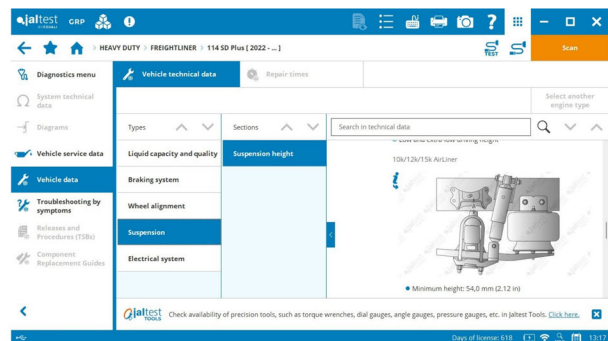 jaltest GRP
?
HEAVY DUTY > FREIGHTLINER > 114 SD Plus [ 2022 - ... ]
TEST
Scan
Diagnostics menu
System technical data
Diagrams
Vehicle service data
Vehicle data
Troubleshooting by symptoms
Releases and Procedures (TSBs)
Component Replacement Guides
Vehicle technical data
Repair times
Select another engine type
Types
Sections
Search in technical data
Liquid capacity and quality
Braking system
Wheel alignment
Suspension
Electrical system
Suspension height
Low and extra low driving height
10k/12k/15k AirLiner
Minimum height: 54,0 mm (2.12 in)
jaltest TOOLS
Check availability of precision tools, such as torque wrenches, dial gauges, angle gauges, pressure gauges, etc. in Jaltest Tools. Click here.
Days of license: 618
13:17